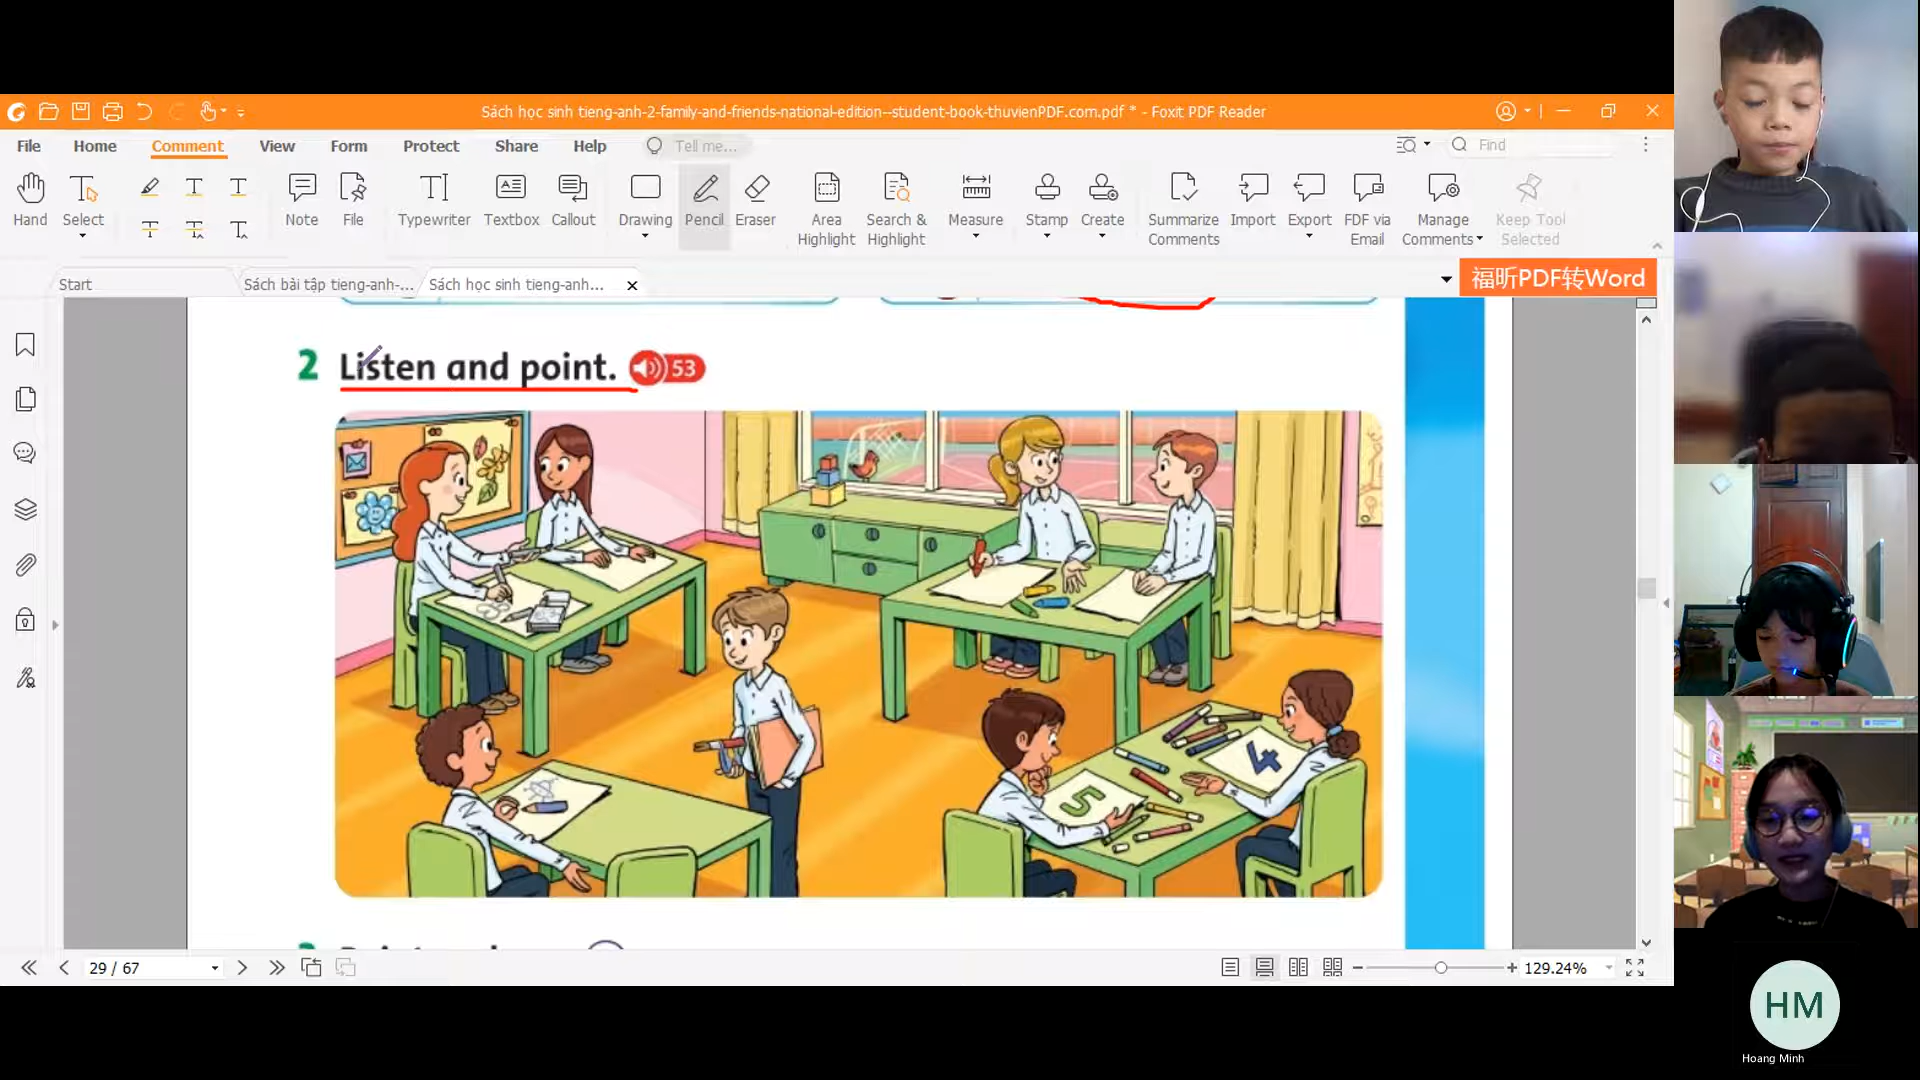 Sách học sinh tieng-anh-2-family-and-friends-national-edition--student-book-thuvienPDF.com.pdf * - Foxit PDF Reader
File Home Comment View Form Protect Share Help Tell me... Find
Hand Select Note File Typewriter Textbox Callout Drawing Pencil Eraser Area Highlight Search & Highlight Measure Stamp Create Summarize Comments Import Export FDF via Email Manage Comments Keep Tool Selected
Start Sách bài tập tieng-anh-... Sách học sinh tieng-anh... 福昕PDF转Word
2 Listen and point. 53
4
5
29 / 67
129.24%
HM
Hoang Minh